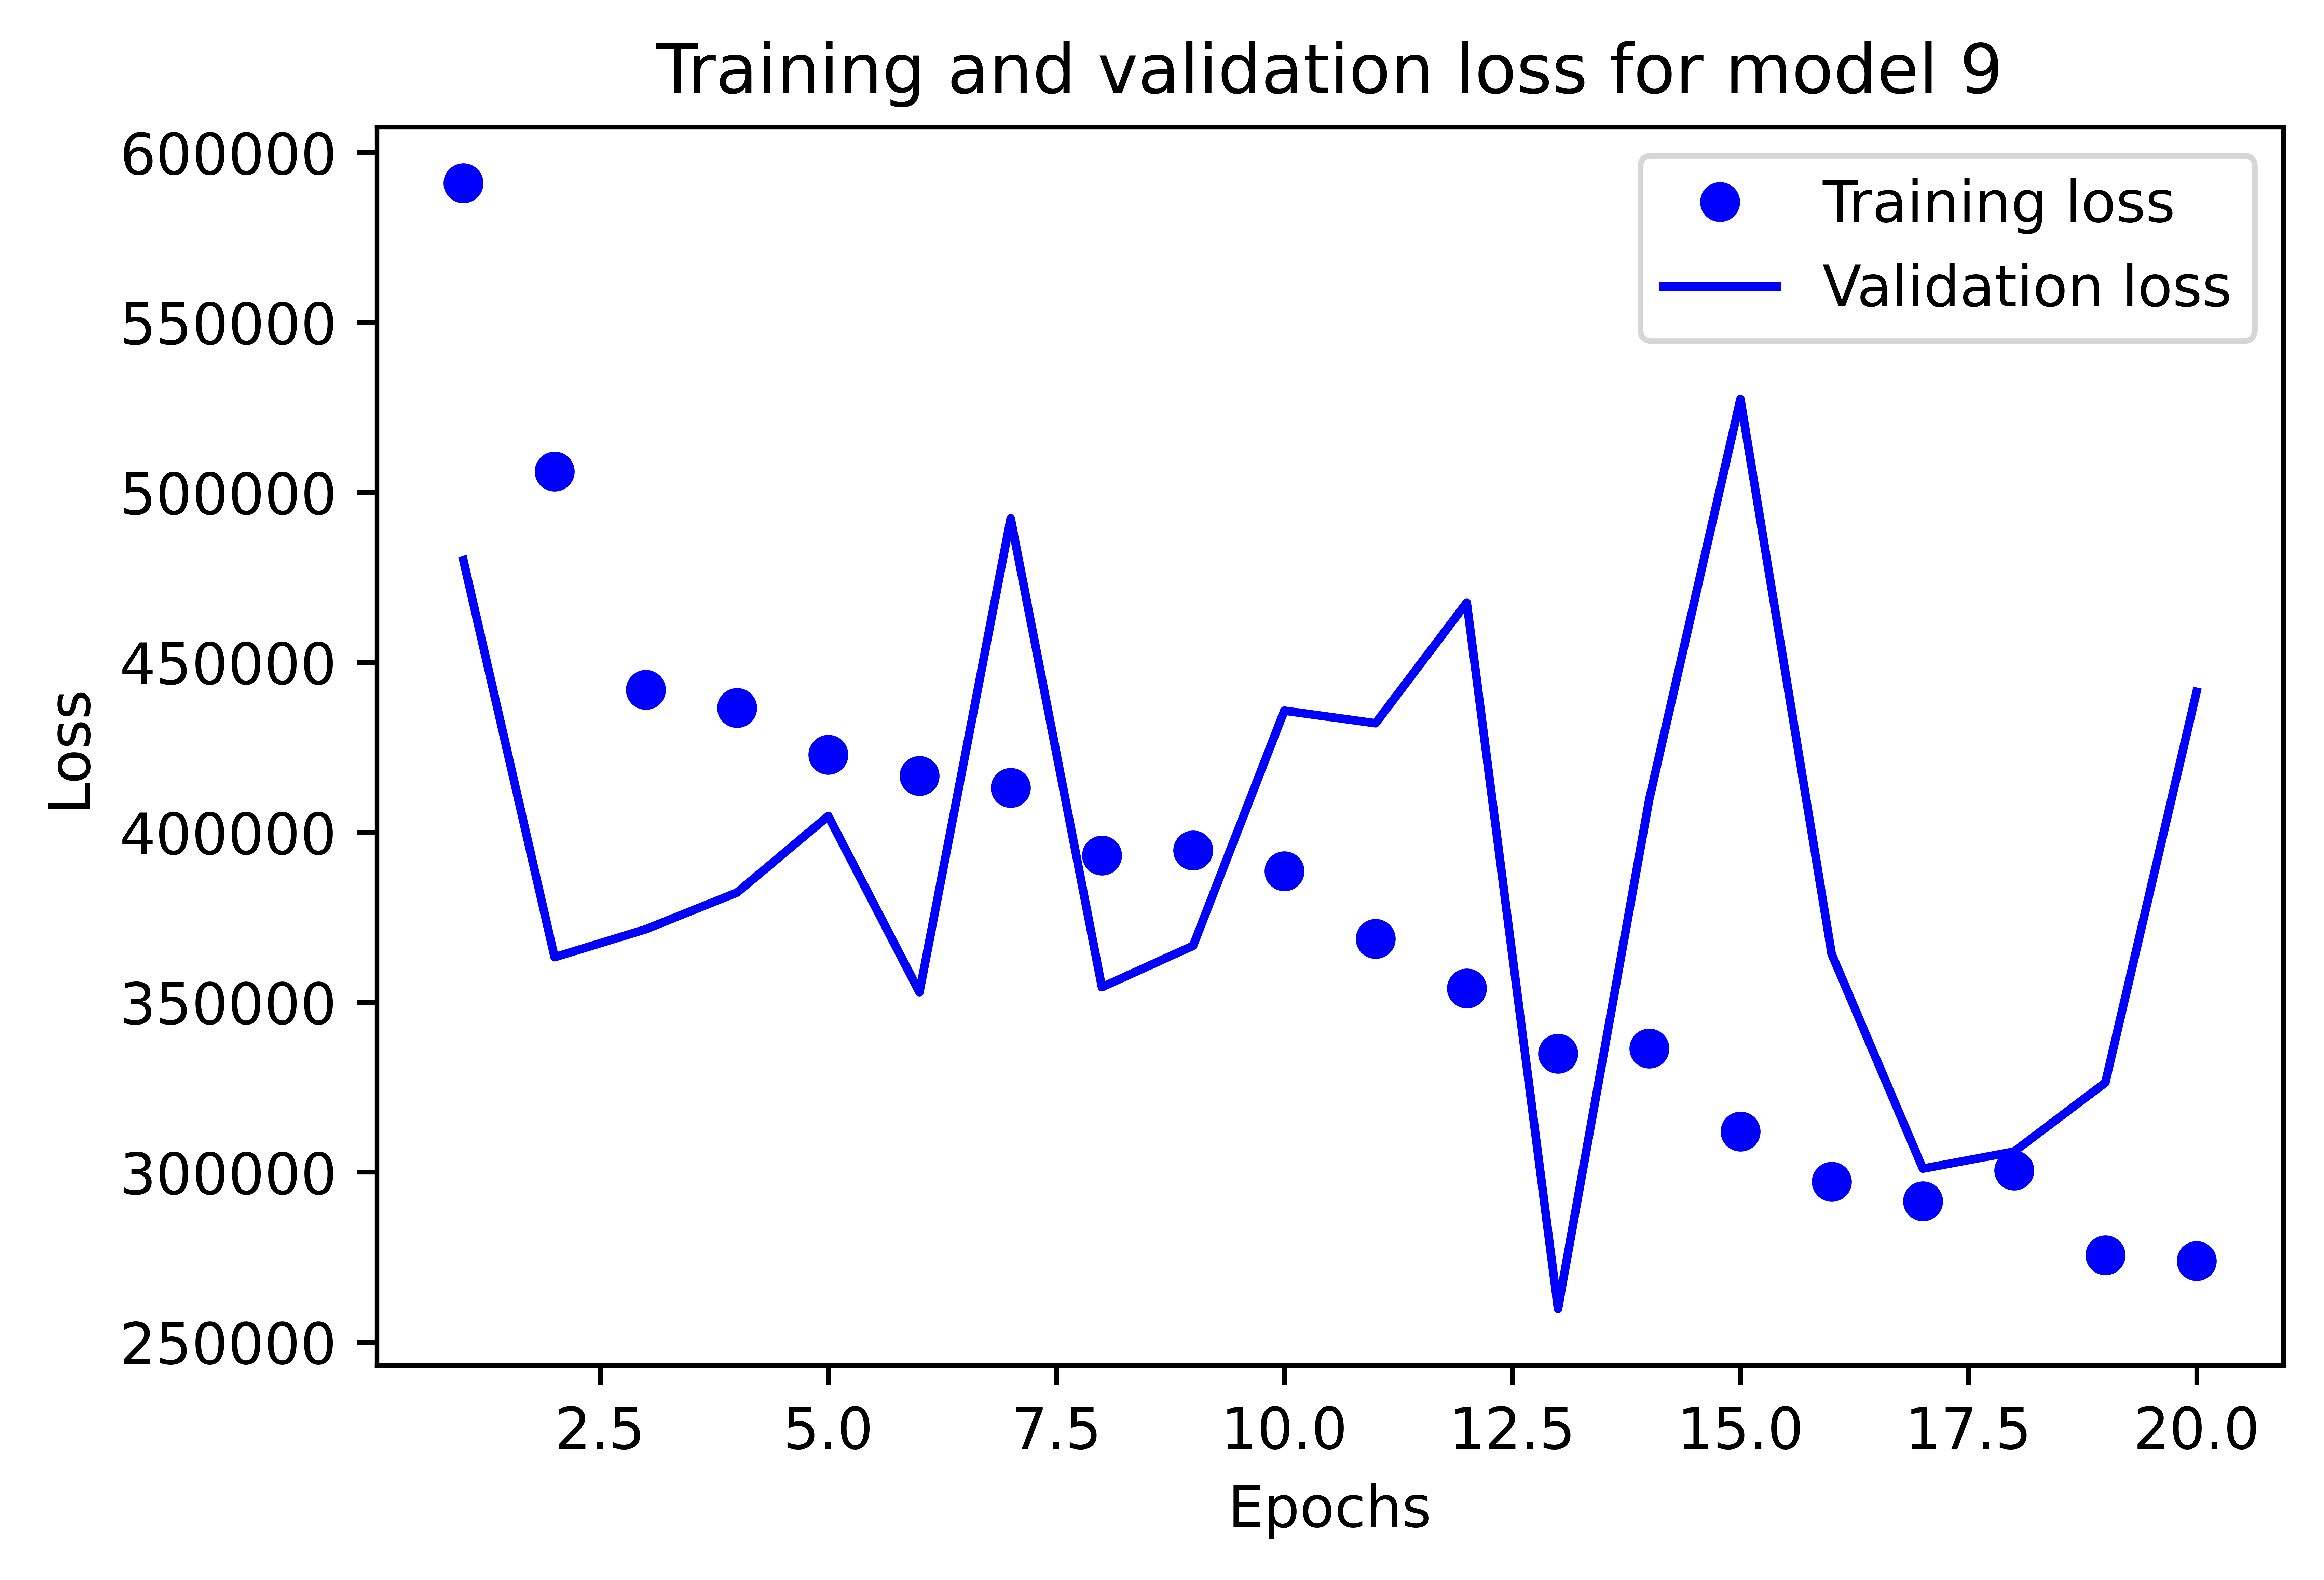 Training and validation loss for model 9
600000
550000
500000
450000
400000
350000
300000
250000
Loss
Training loss
Validation loss
2.5 5.0 7.5 10.0 12.5 15.0 17.5 20.0
Epochs